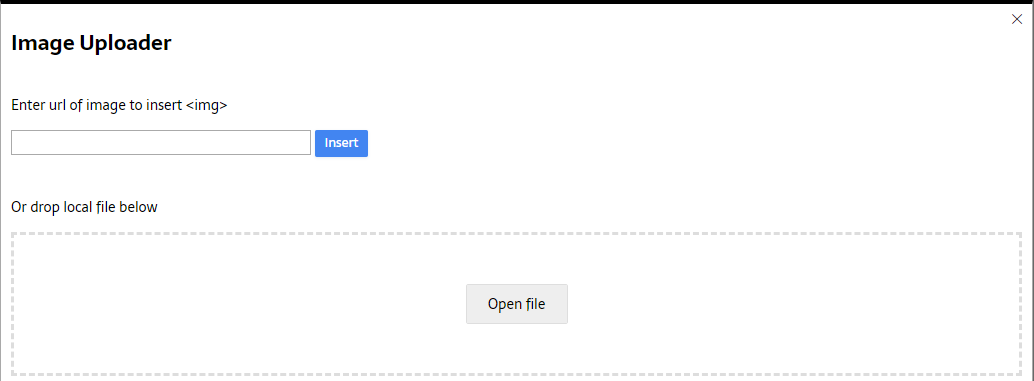 Image Uploader
Enter url of image to insert <img>
Insert
Or drop local file below
Open file